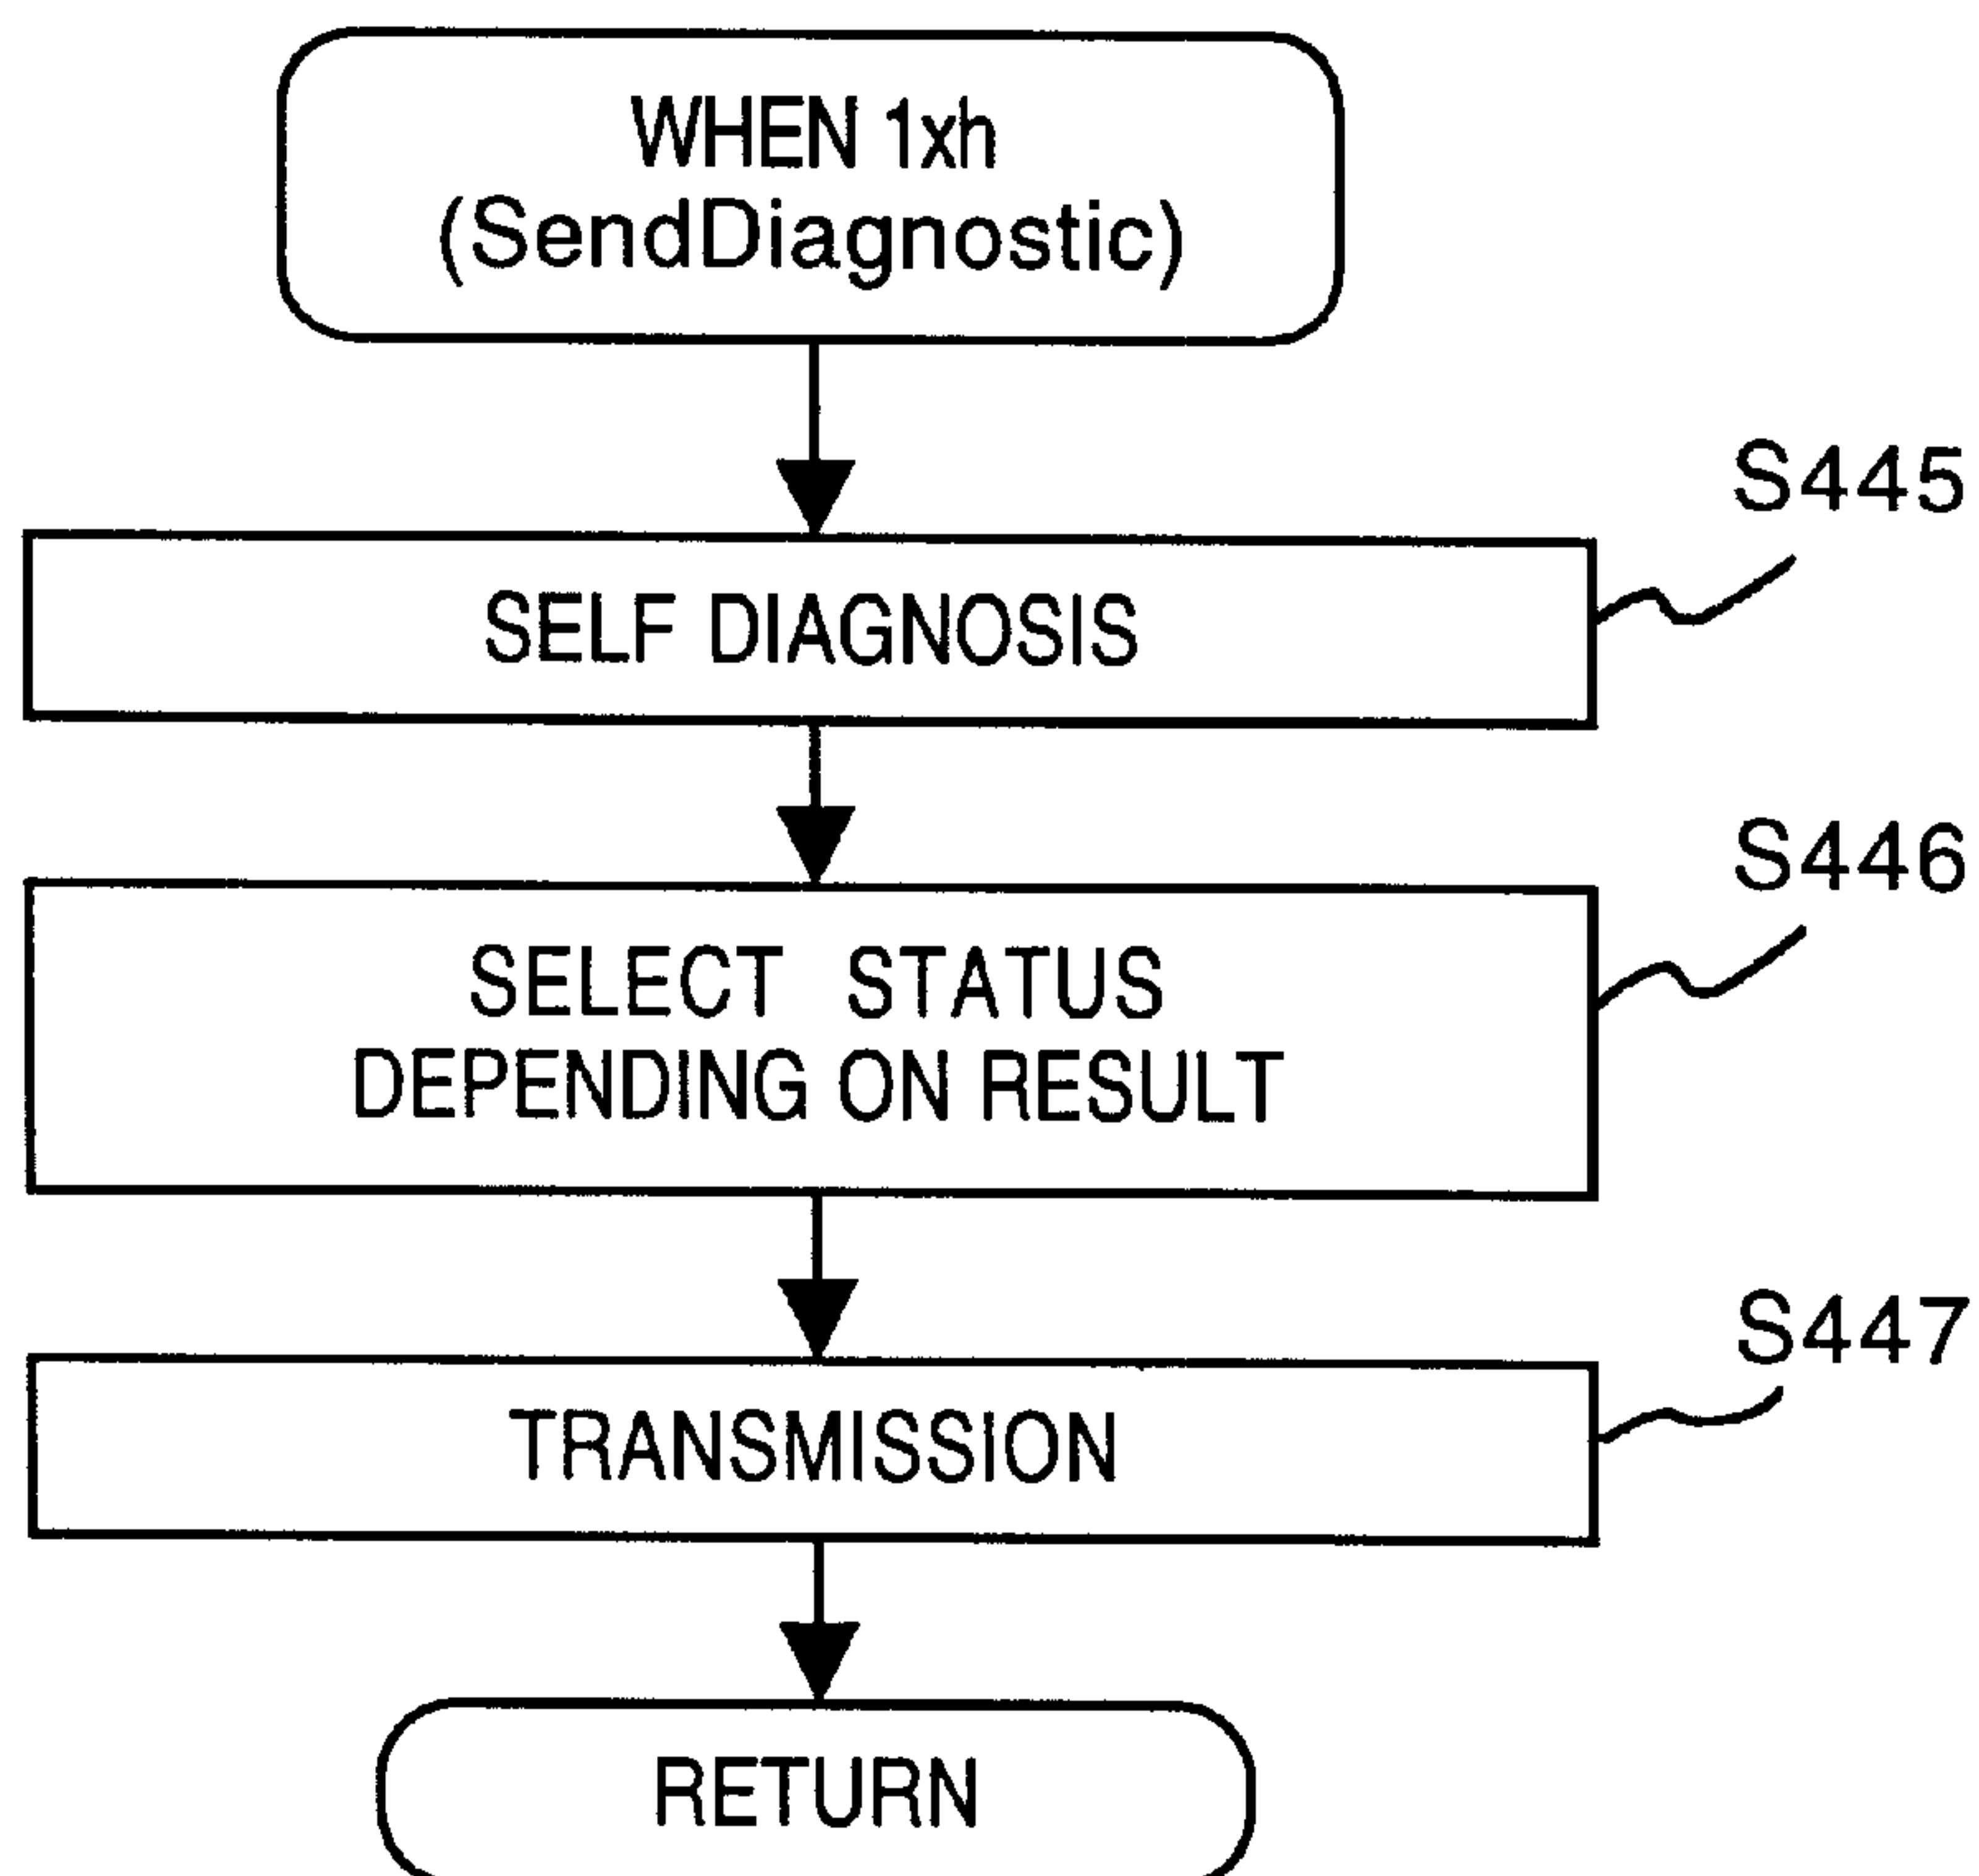 WHEN 1xh
(SendDiagnostic)
S445
SELF DIAGNOSIS
S446
SELECT STATUS
DEPENDING ON RESULT
S447
TRANSMISSION
RETURN